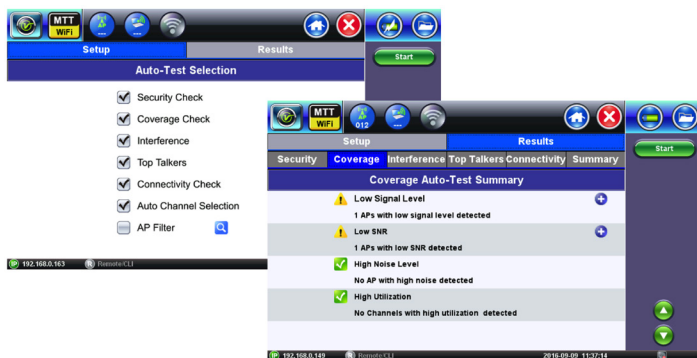 MTT
WiFi
---
---
Setup
Results
Start
Auto-Test Selection
Security Check
Coverage Check
Interference
Top Talkers
Connectivity Check
Auto Channel Selection
AP Filter
IP 192.168.0.163
R Remote/CLI
MTT
WiFi
012
---
Setup
Results
Start
Security
Coverage
Interference
Top Talkers
Connectivity
Summary
Coverage Auto-Test Summary
Low Signal Level
1 APs with low signal level detected
Low SNR
1 APs with low SNR detected
High Noise Level
No AP with high noise detected
High Utilization
No Channels with high utilization detected
IP 192.168.0.149
R Remote/CLI
2016-09-09 11:37:14